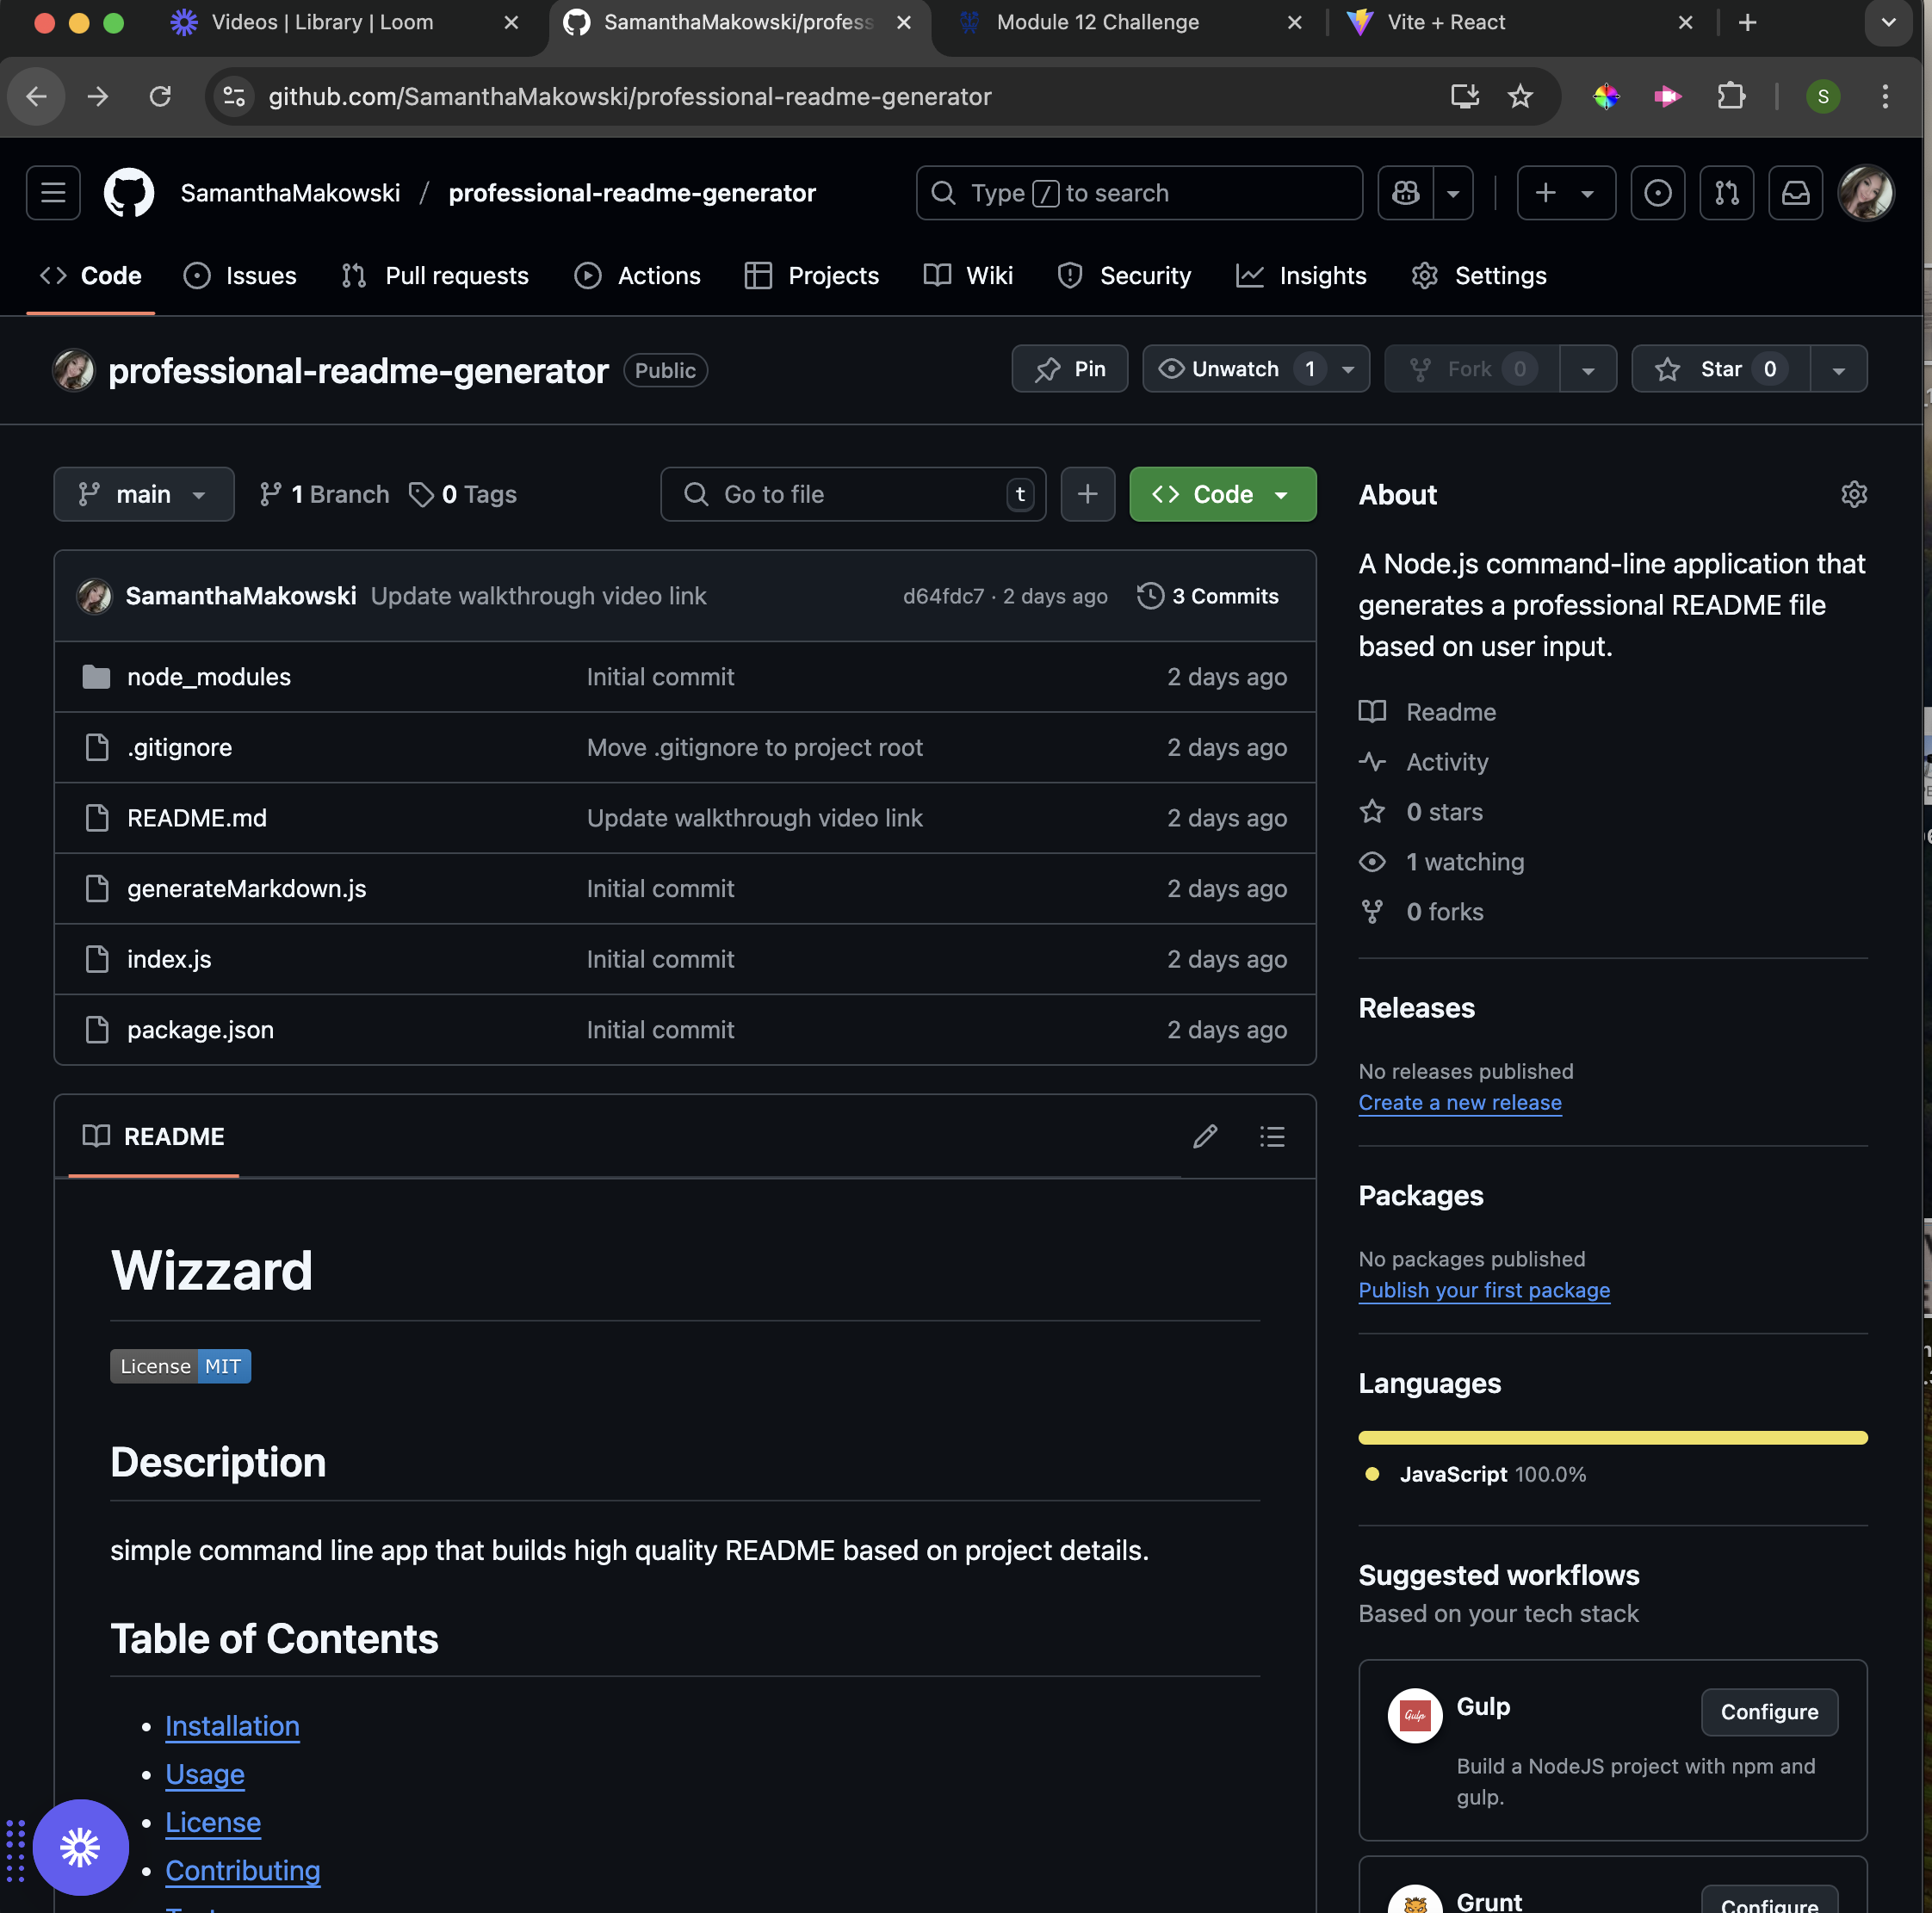 Videos | Library | Loom
SamanthaMakowski/profess
Module 12 Challenge
Vite + React
github.com/SamanthaMakowski/professional-readme-generator
S
SamanthaMakowski / professional-readme-generator
Type / to search
Code
Issues
Pull requests
Actions
Projects
Wiki
Security
Insights
Settings
professional-readme-generator
Public
Pin
Unwatch 1
Fork 0
Star 0
main
1 Branch
0 Tags
Go to file
t
Code
SamanthaMakowski Update walkthrough video link
d64fdc7 · 2 days ago
3 Commits
node_modules Initial commit 2 days ago
.gitignore Move .gitignore to project root 2 days ago
README.md Update walkthrough video link 2 days ago
generateMarkdown.js Initial commit 2 days ago
index.js Initial commit 2 days ago
package.json Initial commit 2 days ago
README
Wizzard
License MIT
Description
simple command line app that builds high quality README based on project details.
Table of Contents
Installation
Usage
License
Contributing
About
A Node.js command-line application that
generates a professional README file
based on user input.
Readme
Activity
0 stars
1 watching
0 forks
Releases
No releases published
Create a new release
Packages
No packages published
Publish your first package
Languages
JavaScript 100.0%
Suggested workflows
Based on your tech stack
Gulp
Gulp
Configure
Build a NodeJS project with npm and
gulp.
Grunt
Configure